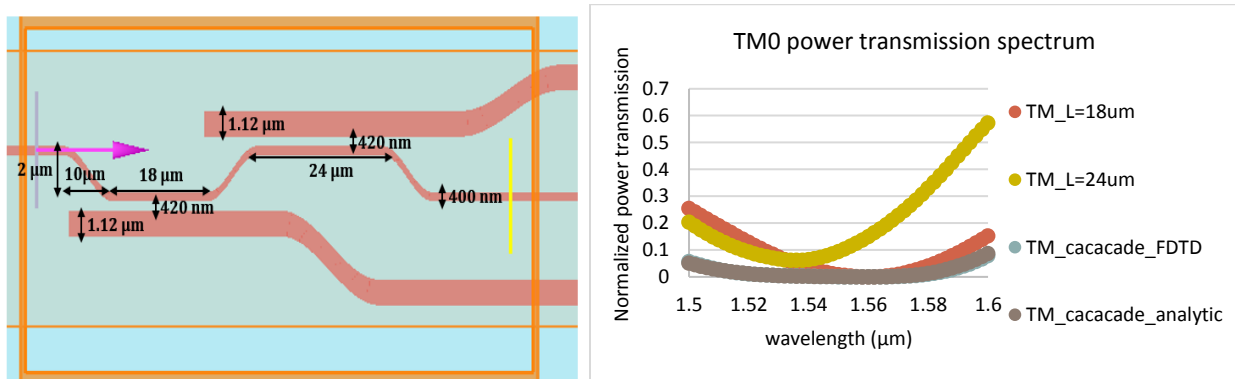 1.12 µm
420 nm
2 µm
10µm
18 µm
24 µm
420 nm
400 nm
1.12 µm
TM0 power transmission spectrum
Normalized power transmission
0.7
0.6
0.5
0.4
0.3
0.2
0.1
0
1.5 1.52 1.54 1.56 1.58 1.6
wavelength (µm)
TM_L=18um
TM_L=24um
TM_cacacade_FDTD
TM_cacacade_analytic